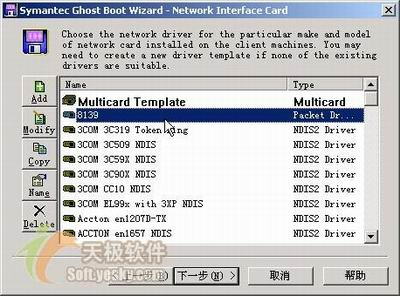 Symantec Ghost Boot Wizard - Network Interface Card
Choose the network driver for the particular make and model
of network card installed on the client machines. You may
need to create a new driver template if none of the existing
drivers are suitable.
Add
Modify
Copy
Name
Delete
Name Type
Multicard Template Multicard
8139 Packet Dr...
3COM 3C319 Token Ring NDIS2 Driver
3COM 3C509 NDIS NDIS2 Driver
3COM 3C59X NDIS NDIS2 Driver
3COM 3C90X NDIS NDIS2 Driver
3COM CC10 NDIS NDIS2 Driver
3COM EL99x with 3XP NDIS NDIS2 Driver
Accton en1207D-TX NDIS2 Driver
ACCTON en1657 NDIS NDIS2 Driver
天极软件
Soft.yesky.com
上一步(B) 下一步(N) > 取消 帮助